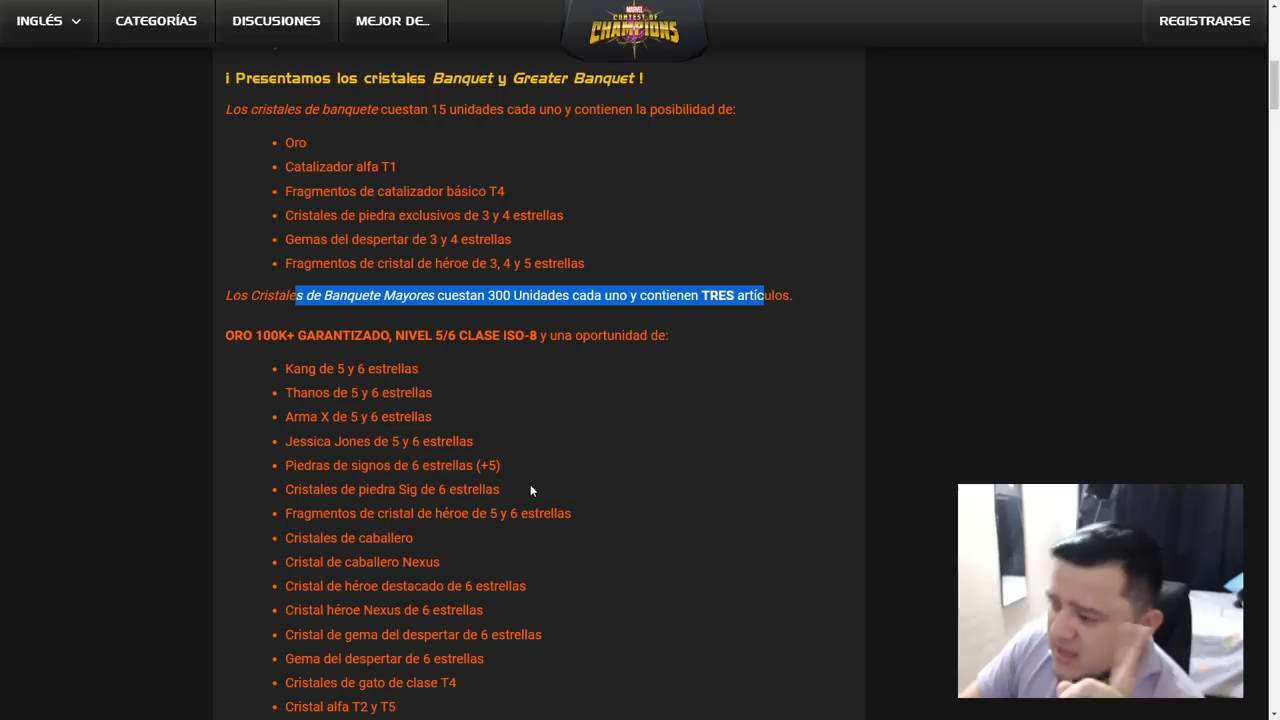 INGLÉS
CATEGORÍAS
DISCUSIONES
MEJOR DE...
MARVEL
CONTEST OF
CHAMPIONS
REGISTRARSE
¡ Presentamos los cristales Banquet y Greater Banquet !
Los cristales de banquete cuestan 15 unidades cada uno y contienen la posibilidad de:
• Oro
• Catalizador alfa T1
• Fragmentos de catalizador básico T4
• Cristales de piedra exclusivos de 3 y 4 estrellas
• Gemas del despertar de 3 y 4 estrellas
• Fragmentos de cristal de héroe de 3, 4 y 5 estrellas
Los Cristales de Banquete Mayores cuestan 300 Unidades cada uno y contienen TRES artículos.
ORO 100K+ GARANTIZADO, NIVEL 5/6 CLASE ISO-8 y una oportunidad de:
• Kang de 5 y 6 estrellas
• Thanos de 5 y 6 estrellas
• Arma X de 5 y 6 estrellas
• Jessica Jones de 5 y 6 estrellas
• Piedras de signos de 6 estrellas (+5)
• Cristales de piedra Sig de 6 estrellas
• Fragmentos de cristal de héroe de 5 y 6 estrellas
• Cristales de caballero
• Cristal de caballero Nexus
• Cristal de héroe destacado de 6 estrellas
• Cristal héroe Nexus de 6 estrellas
• Cristal de gema del despertar de 6 estrellas
• Gema del despertar de 6 estrellas
• Cristales de gato de clase T4
• Cristal alfa T2 y T5